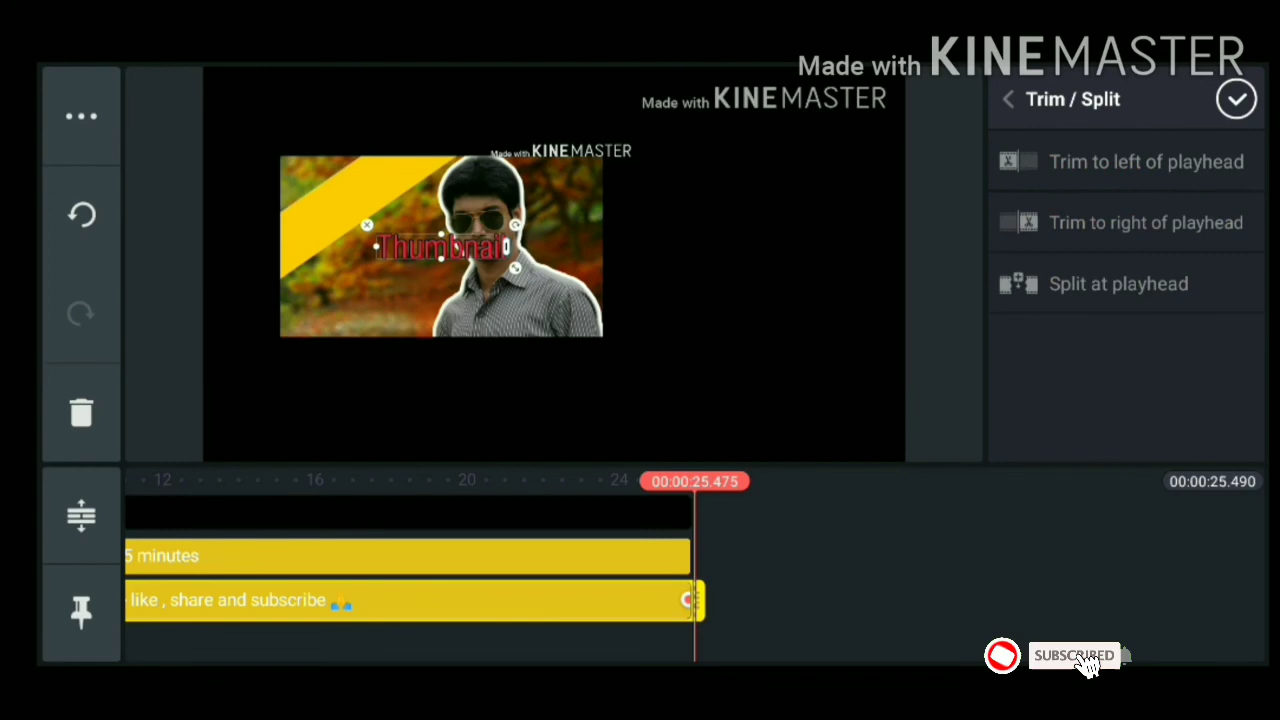 Made with KINEMASTER
Made with KINEMASTER
Made with KINEMASTER
Trim / Split
Trim to left of playhead
Trim to right of playhead
Split at playhead
Thumbnail
12
16
20
24
00:00:25.475
00:00:25.490
5 minutes
like , share and subscribe 🙏
SUBSCRIBED